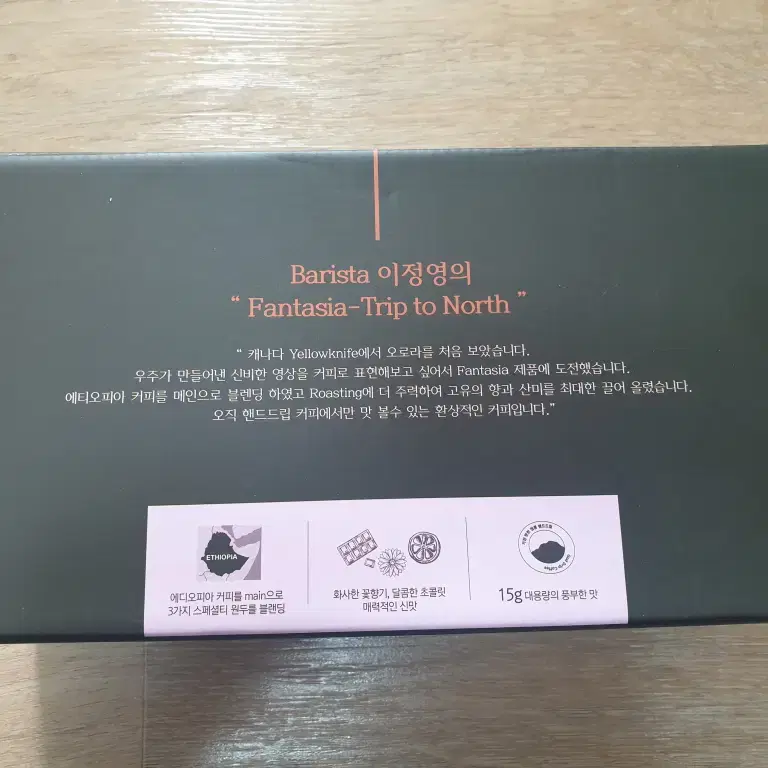 Barista 이정영의
“ Fantasia-Trip to North ”
“ 캐나다 Yellowknife에서 오로라를 처음 보았습니다.
우주가 만들어낸 신비한 영상을 커피로 표현해보고 싶어서 Fantasia 제품에 도전했습니다.
에티오피아 커피를 메인으로 블렌딩 하였고 Roasting에 더 주력하여 고유의 향과 산미를 최대한 끌어 올렸습니다.
오직 핸드드립 커피에서만 맛 볼수 있는 환상적인 커피입니다.”
ETHIOPIA
에디오피아 커피를 main으로
3가지 스페셜티 원두를 블랜딩
화사한 꽃향기, 달콤한 초콜릿
매력적인 신맛
15g 대용량의 풍부한 맛